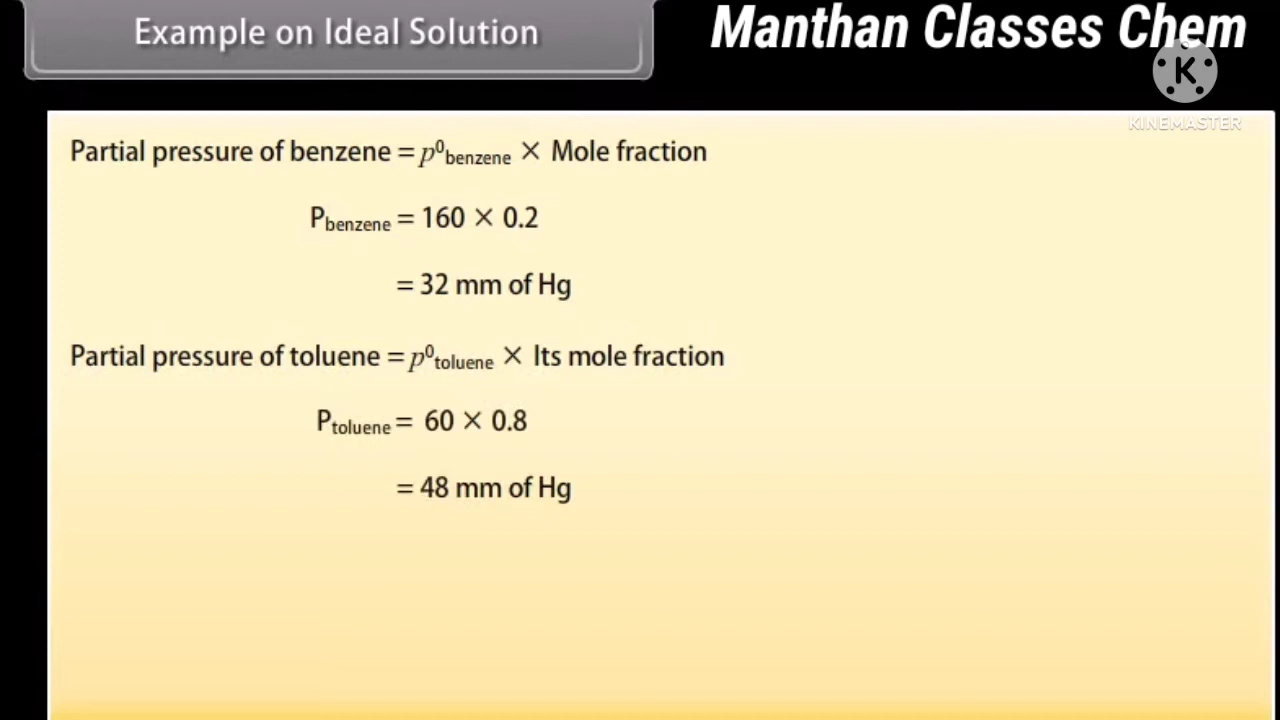 Example on Ideal Solution
Manthan Classes Chem
K
KINEMASTER
Partial pressure of benzene = p⁰benzene × Mole fraction
Pbenzene = 160 × 0.2
= 32 mm of Hg
Partial pressure of toluene = p⁰toluene × Its mole fraction
Ptoluene = 60 × 0.8
= 48 mm of Hg